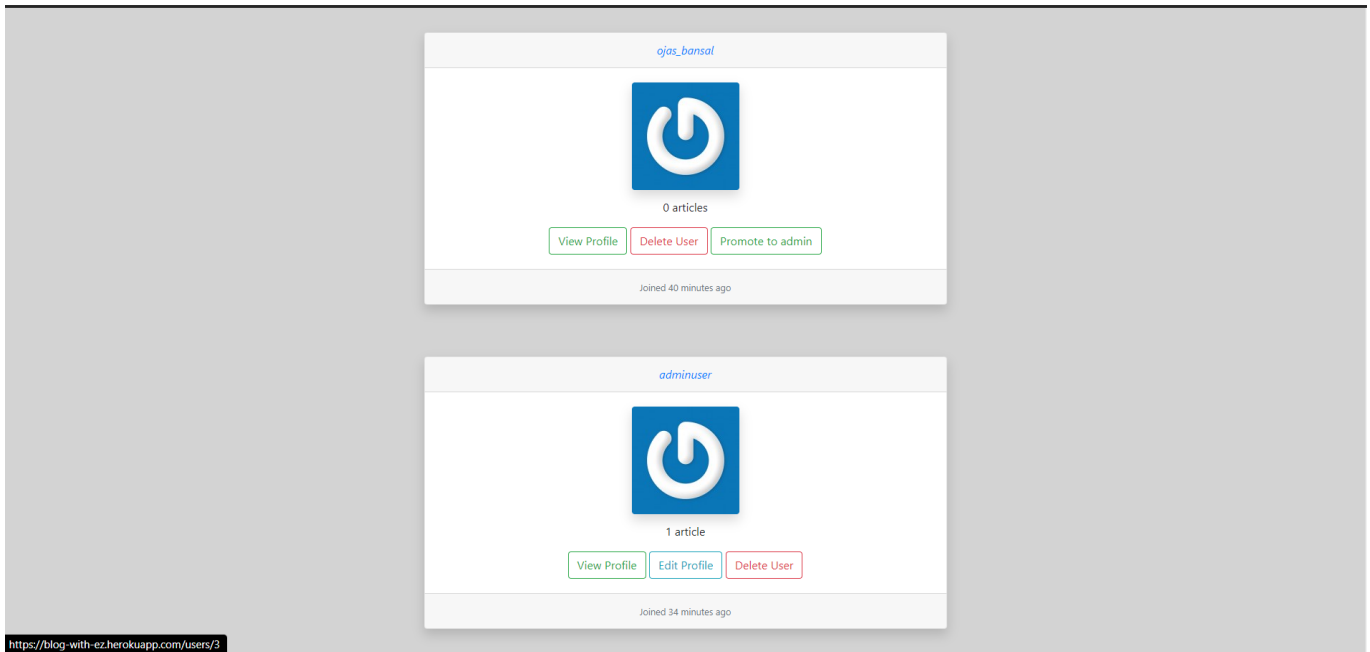 ojas_bansal
0 articles
View Profile Delete User Promote to admin
Joined 40 minutes ago
adminuser
1 article
View Profile Edit Profile Delete User
Joined 34 minutes ago
https://blog-with-ez.herokuapp.com/users/3